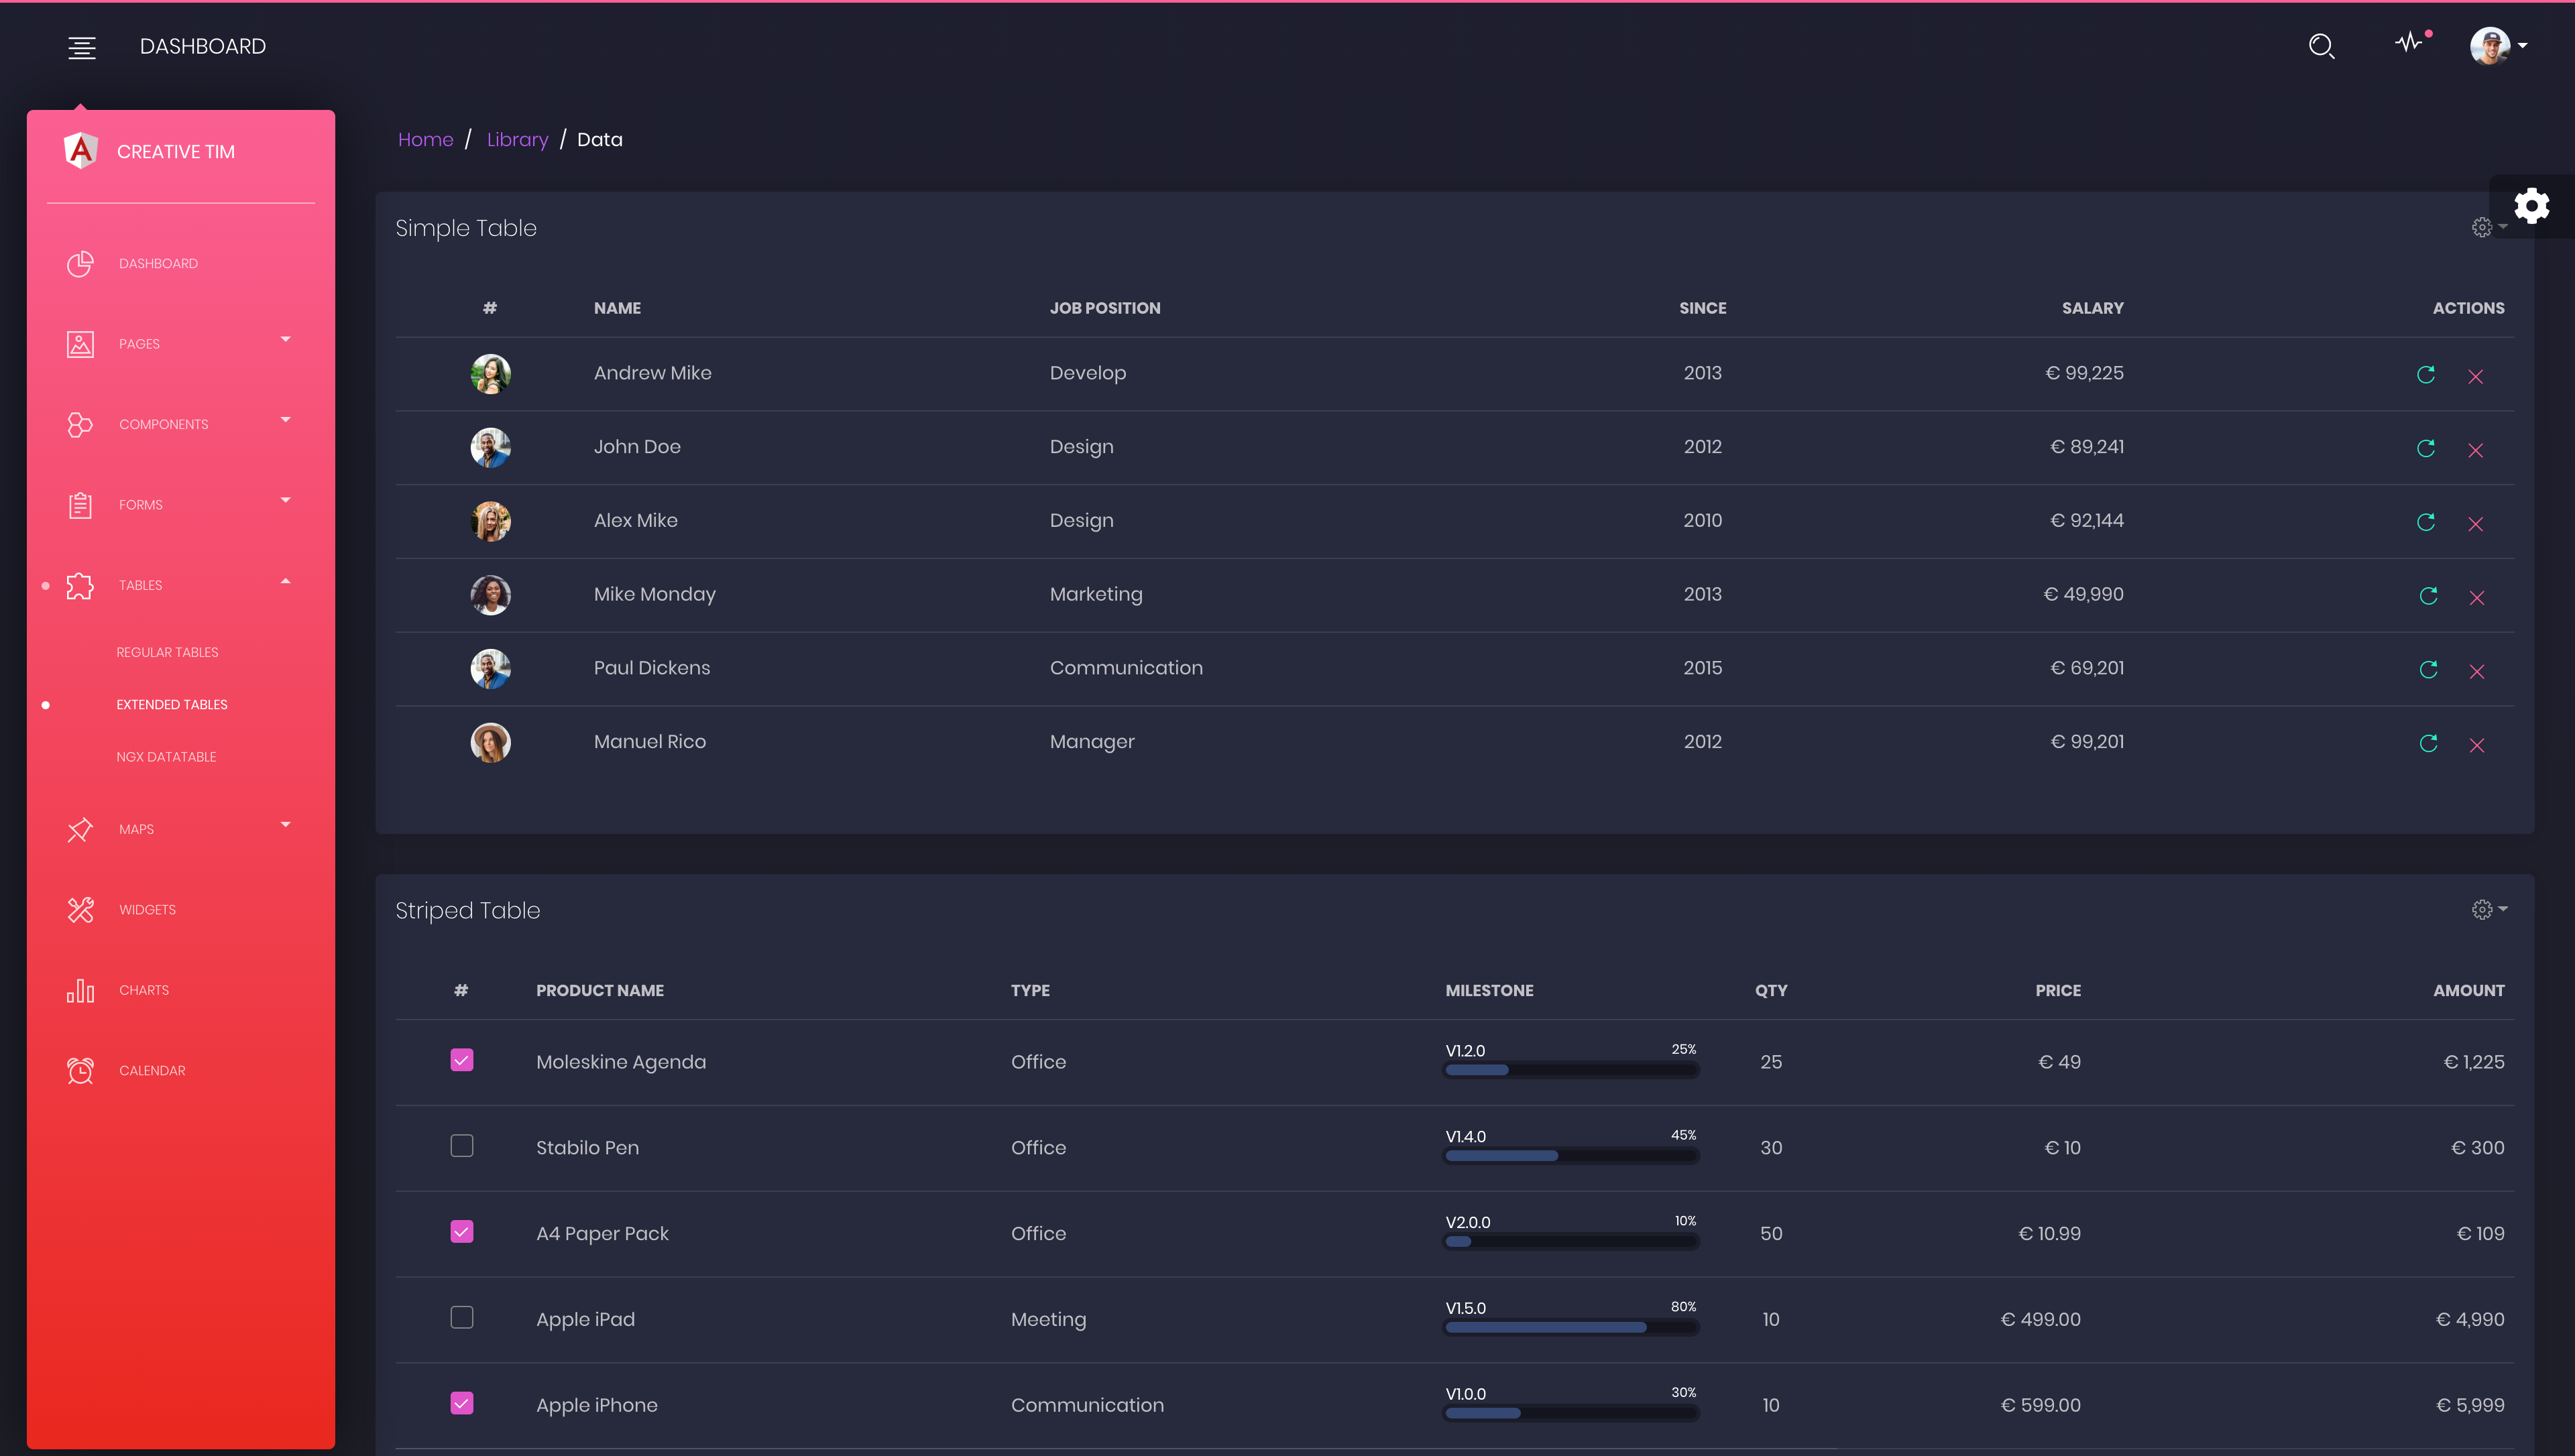 DASHBOARD
CREATIVE TIM
DASHBOARD
PAGES
COMPONENTS
FORMS
TABLES
REGULAR TABLES
EXTENDED TABLES
NGX DATATABLE
MAPS
WIDGETS
CHARTS
CALENDAR
Home / Library / Data
Simple Table
# NAME JOB POSITION SINCE SALARY ACTIONS
Andrew Mike Develop 2013 € 99,225
John Doe Design 2012 € 89,241
Alex Mike Design 2010 € 92,144
Mike Monday Marketing 2013 € 49,990
Paul Dickens Communication 2015 € 69,201
Manuel Rico Manager 2012 € 99,201
Striped Table
# PRODUCT NAME TYPE MILESTONE QTY PRICE AMOUNT
Moleskine Agenda Office V1.2.0 25% 25 € 49 € 1,225
Stabilo Pen Office V1.4.0 45% 30 € 10 € 300
A4 Paper Pack Office V2.0.0 10% 50 € 10.99 € 109
Apple iPad Meeting V1.5.0 80% 10 € 499.00 € 4,990
Apple iPhone Communication V1.0.0 30% 10 € 599.00 € 5,999